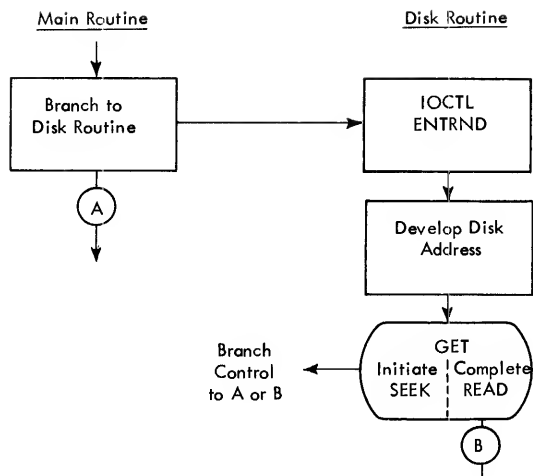 Main Routine
Disk Routine
Branch to
Disk Routine
IOCTL
ENTRND
A
Develop Disk
Address
GET
Initiate Complete
SEEK READ
Branch
Control
to A or B
B